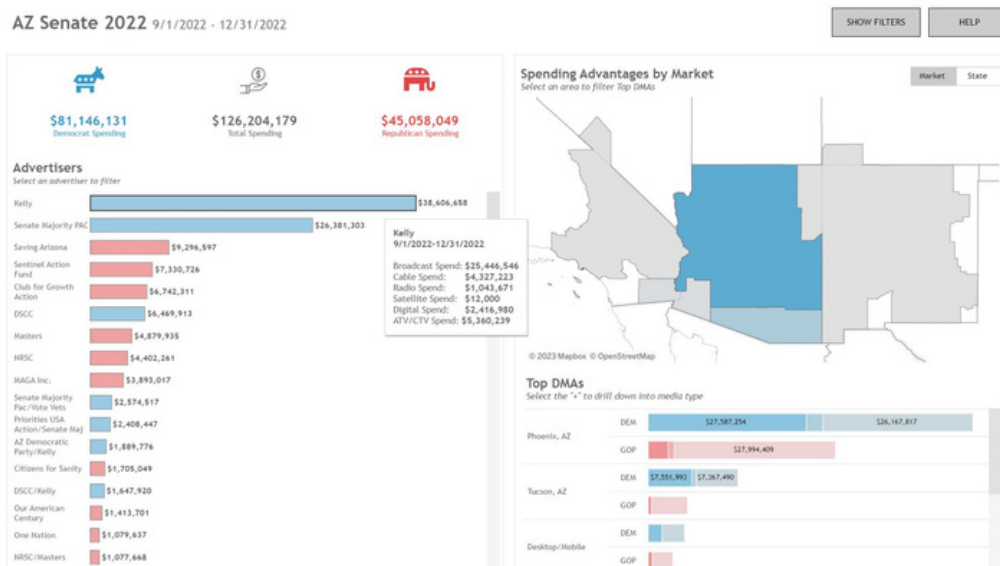 AZ Senate 2022 9/1/2022 - 12/31/2022
SHOW FILTERS
HELP
$81,146,131
Democrat Spending
$126,204,179
Total Spending
$45,058,049
Republican Spending
Advertisers
Select an advertiser to filter
Kelly
$38,606,658
Senate Majority PAC
$26,381,303
Saving Arizona
$9,296,597
Sentinel Action
Fund
$7,330,726
Club for Growth
Action
$6,742,311
DSCC
$6,469,913
Masters
$4,879,935
NRSC
$4,402,261
MAGA Inc.
$3,893,017
Senate Majority
Pac/Vote Vets
$2,574,517
Priorities USA
Action/Senate Maj
$2,408,447
AZ Democratic
Party/Kelly
$1,889,776
Citizens for Sanity
$1,705,049
DSCC/Kelly
$1,647,920
Our American
Century
$1,413,701
One Nation
$1,079,637
NRSC/Masters
$1,077,668
Kelly
9/1/2022-12/31/2022
Broadcast Spend: $25,446,546
Cable Spend: $4,327,223
Radio Spend: $1,043,671
Satellite Spend: $12,000
Digital Spend: $2,416,980
ATV/CTV Spend: $5,360,239
Spending Advantages by Market
Select an area to filter Top DMAs
Market
State
© 2023 Mapbox © OpenStreetMap
Top DMAs
Select the "+" to drill down into media type
Phoenix, AZ
DEM
$27,587,254
$26,167,817
GOP
$27,994,409
Tucson, AZ
DEM
$7,551,993
$7,367,490
GOP
Desktop/Mobile
DEM
GOP